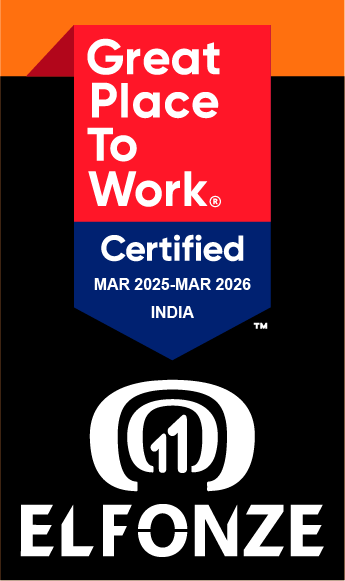 Great
Place
To
Work®
Certified
MAR 2025-MAR 2026
INDIA
™
11
ELFONZE